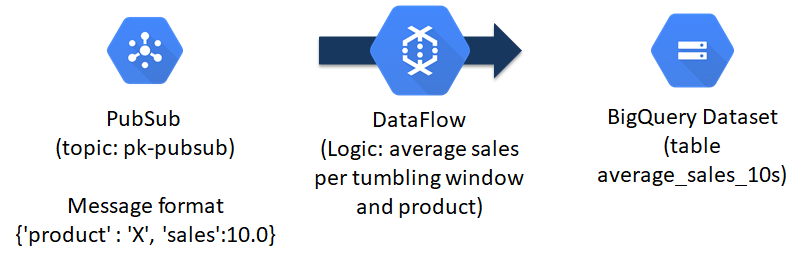 PubSub
(topic: pk-pubsub)
Message format
{'product' : 'X', 'sales':10.0}
DataFlow
(Logic: average sales
per tumbling window
and product)
BigQuery Dataset
(table
average_sales_10s)